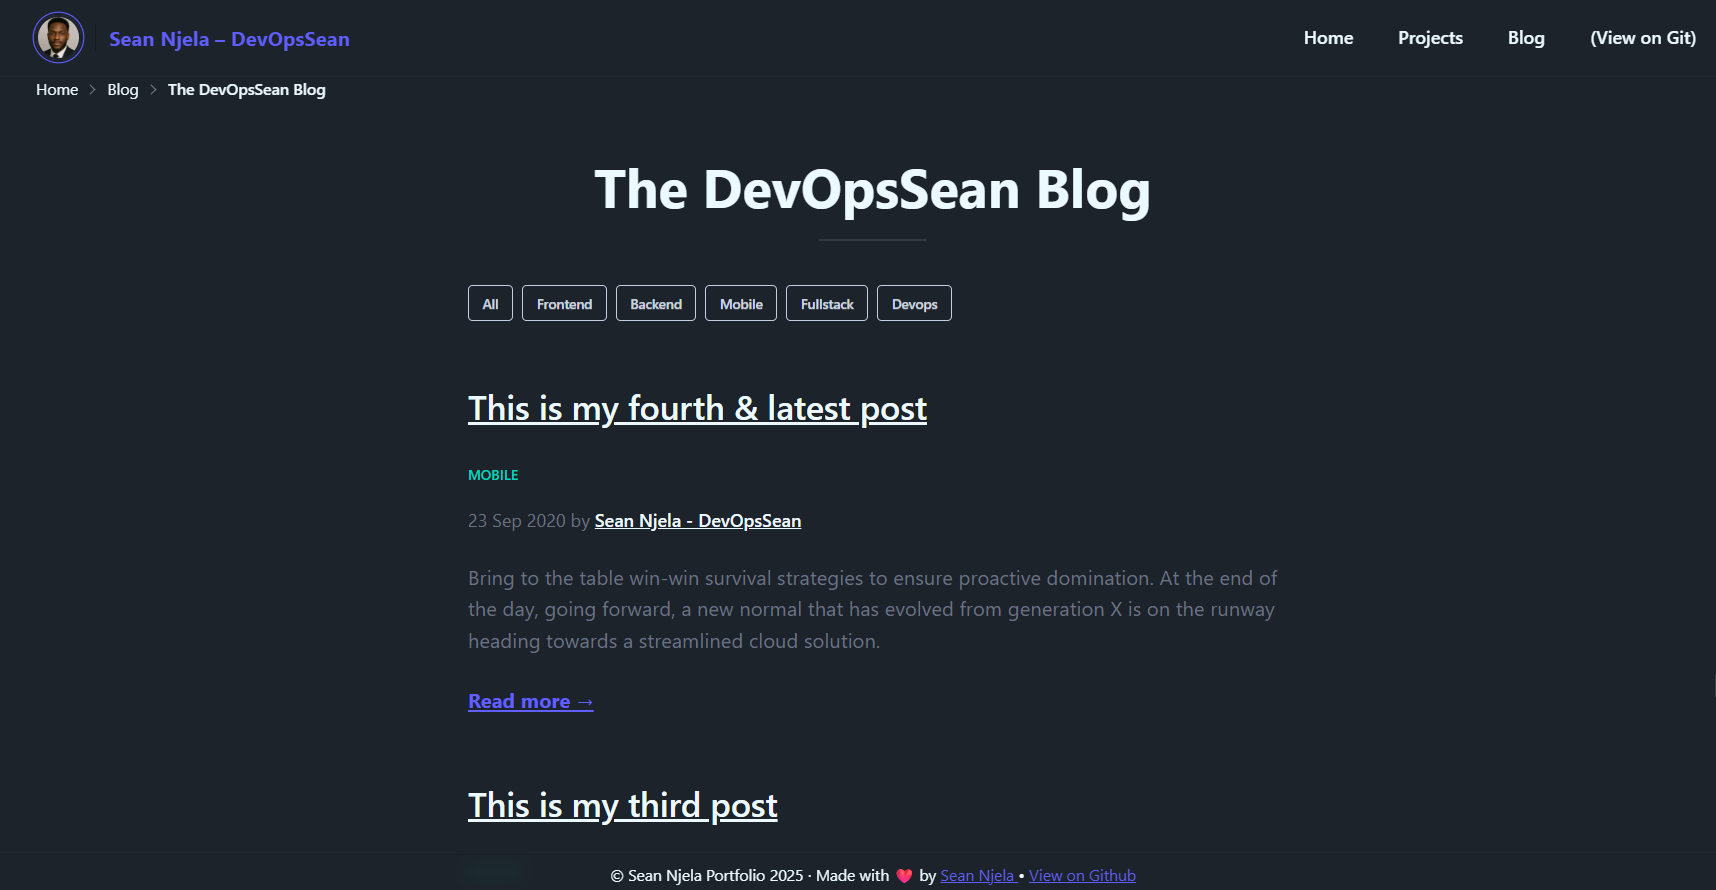 Sean Njela – DevOpsSean
Home Projects Blog (View on Git)
Home > Blog > The DevOpsSean Blog
The DevOpsSean Blog
All Frontend Backend Mobile Fullstack Devops
This is my fourth & latest post
MOBILE
23 Sep 2020 by Sean Njela - DevOpsSean
Bring to the table win-win survival strategies to ensure proactive domination. At the end of
the day, going forward, a new normal that has evolved from generation X is on the runway
heading towards a streamlined cloud solution.
Read more →
This is my third post
© Sean Njela Portfolio 2025 · Made with ❤️ by Sean Njela • View on Github